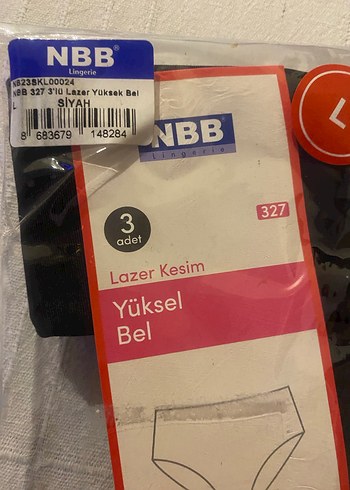 NBB®
Lingerie
NB23SKL00024
NBB 327 3'lü Lazer Yüksek Bel
L
SİYAH
8 683679 148284
NBB®
lingerie
L
3
adet
327
Lazer Kesim
Yüksel
Bel